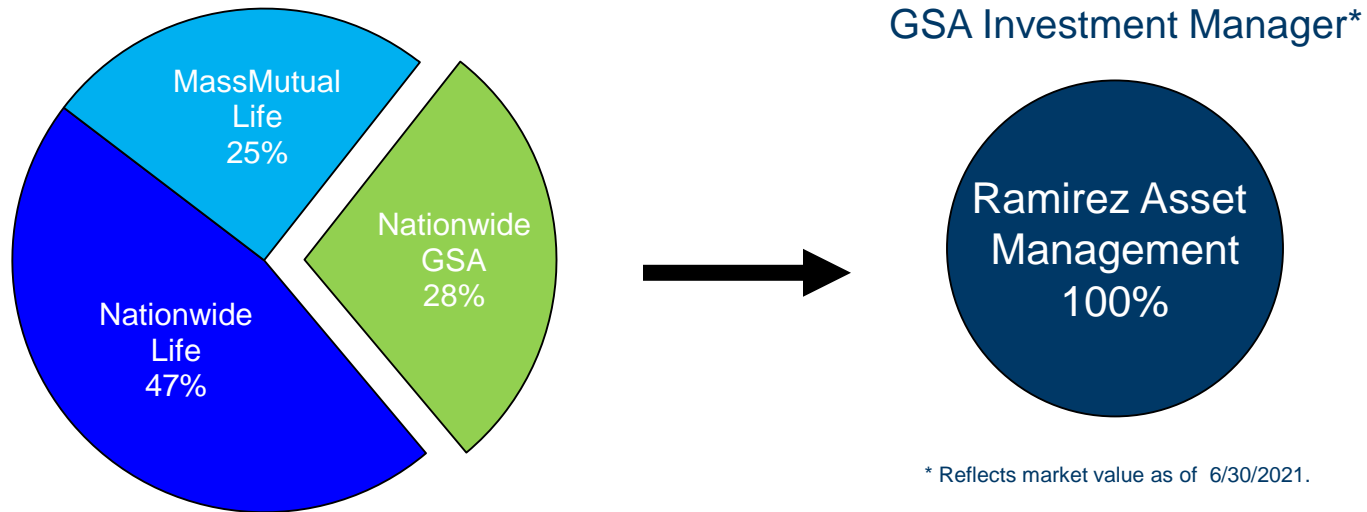 GSA Investment Manager*
MassMutual
Life
25%
Nationwide
GSA
28%
Nationwide
Life
47%
Ramirez Asset
Management
100%
* Reflects market value as of 6/30/2021.